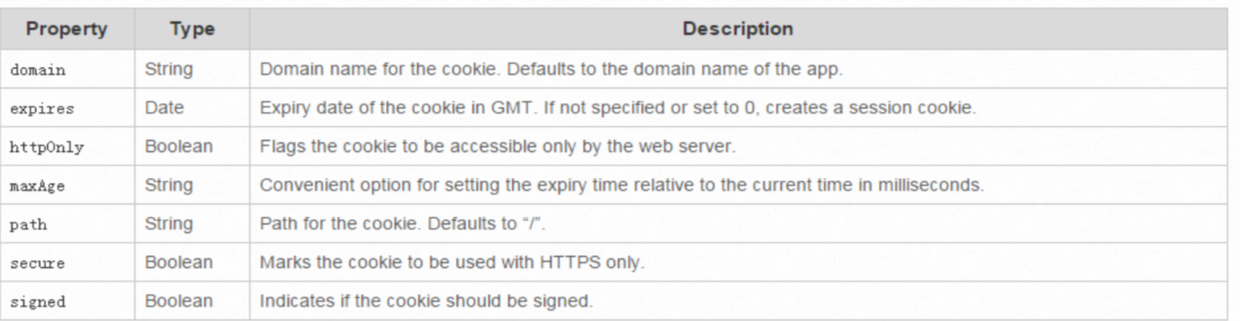 Property Type Description
domain String Domain name for the cookie. Defaults to the domain name of the app.
expires Date Expiry date of the cookie in GMT. If not specified or set to 0, creates a session cookie.
httpOnly Boolean Flags the cookie to be accessible only by the web server.
maxAge String Convenient option for setting the expiry time relative to the current time in milliseconds.
path String Path for the cookie. Defaults to “/”.
secure Boolean Marks the cookie to be used with HTTPS only.
signed Boolean Indicates if the cookie should be signed.